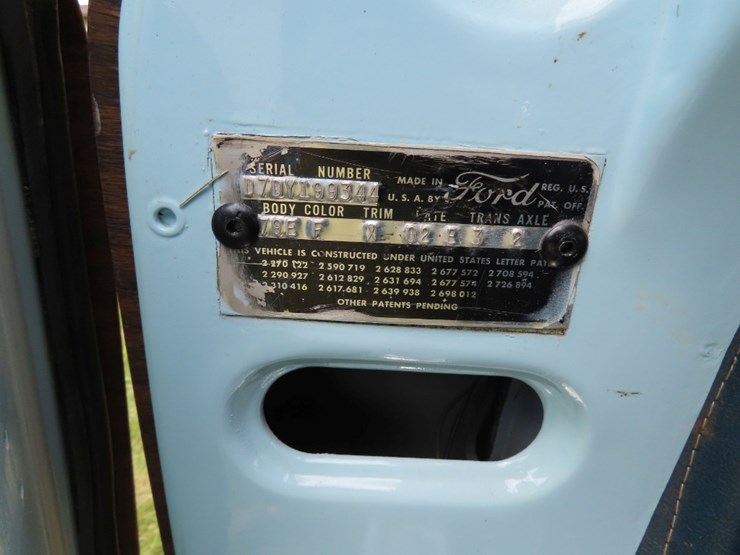 SERIAL NUMBER
D7DY199344
MADE IN
U. S. A. BY
Ford
REG. U. S.
PAT. OFF.
BODY COLOR TRIM DATE TRANS AXLE
79E F 02 E 3 2
VEHICLE IS CONSTRUCTED UNDER UNITED STATES LETTER
2 270 122 2 590 719 2 628 833 2 677 572 2 708 594
2 290 927 2 612 829 2 631 694 2 677 574 2 726 894
2 310 416 2 617 681 2 639 938 2 698 012
OTHER PATENTS PENDING